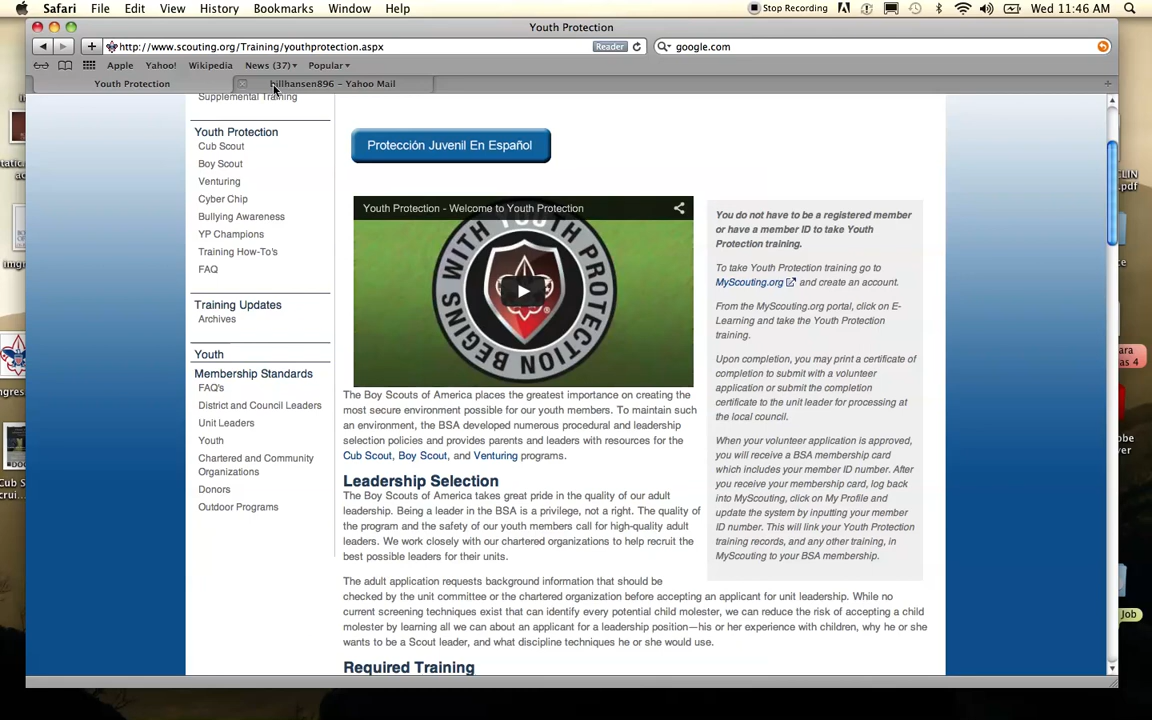 Safari File Edit View History Bookmarks Window Help Stop Recording Wed 11:46 AM
Youth Protection
http://www.scouting.org/Training/youthprotection.aspx Reader google.com
Apple Yahoo! Wikipedia News (37) Popular
Youth Protection
billhansen896 – Yahoo Mail
Supplemental Training
Youth Protection
Cub Scout
Boy Scout
Venturing
Cyber Chip
Bullying Awareness
YP Champions
Training How-To's
FAQ
Training Updates
Archives
Youth
Membership Standards
FAQ's
District and Council Leaders
Unit Leaders
Youth
Chartered and Community
Organizations
Donors
Outdoor Programs
Protección Juvenil En Español
Youth Protection - Welcome to Youth Protection
YOUTH PROTECTION BEGINS WITH
The Boy Scouts of America places the greatest importance on creating the
most secure environment possible for our youth members. To maintain such
an environment, the BSA developed numerous procedural and leadership
selection policies and provides parents and leaders with resources for the
Cub Scout, Boy Scout, and Venturing programs.
Leadership Selection
The Boy Scouts of America takes great pride in the quality of our adult
leadership. Being a leader in the BSA is a privilege, not a right. The quality of
the program and the safety of our youth members call for high-quality adult
leaders. We work closely with our chartered organizations to help recruit the
best possible leaders for their units.
The adult application requests background information that should be
checked by the unit committee or the chartered organization before accepting an applicant for unit leadership. While no
current screening techniques exist that can identify every potential child molester, we can reduce the risk of accepting a child
molester by learning all we can about an applicant for a leadership position—his or her experience with children, why he or she
wants to be a Scout leader, and what discipline techniques he or she would use.
Required Training
You do not have to be a registered member
or have a member ID to take Youth
Protection training.
To take Youth Protection training go to
MyScouting.org and create an account.
From the MyScouting.org portal, click on E-
Learning and take the Youth Protection
training.
Upon completion, you may print a certificate of
completion to submit with a volunteer
application or submit the completion
certificate to the unit leader for processing at
the local council.
When your volunteer application is approved,
you will receive a BSA membership card
which includes your member ID number. After
you receive your membership card, log back
into MyScouting, click on My Profile and
update the system by inputting your member
ID number. This will link your Youth Protection
training records, and any other training, in
MyScouting to your BSA membership.
CLIN
.pdf
ara
as 4
obe
ver
Job